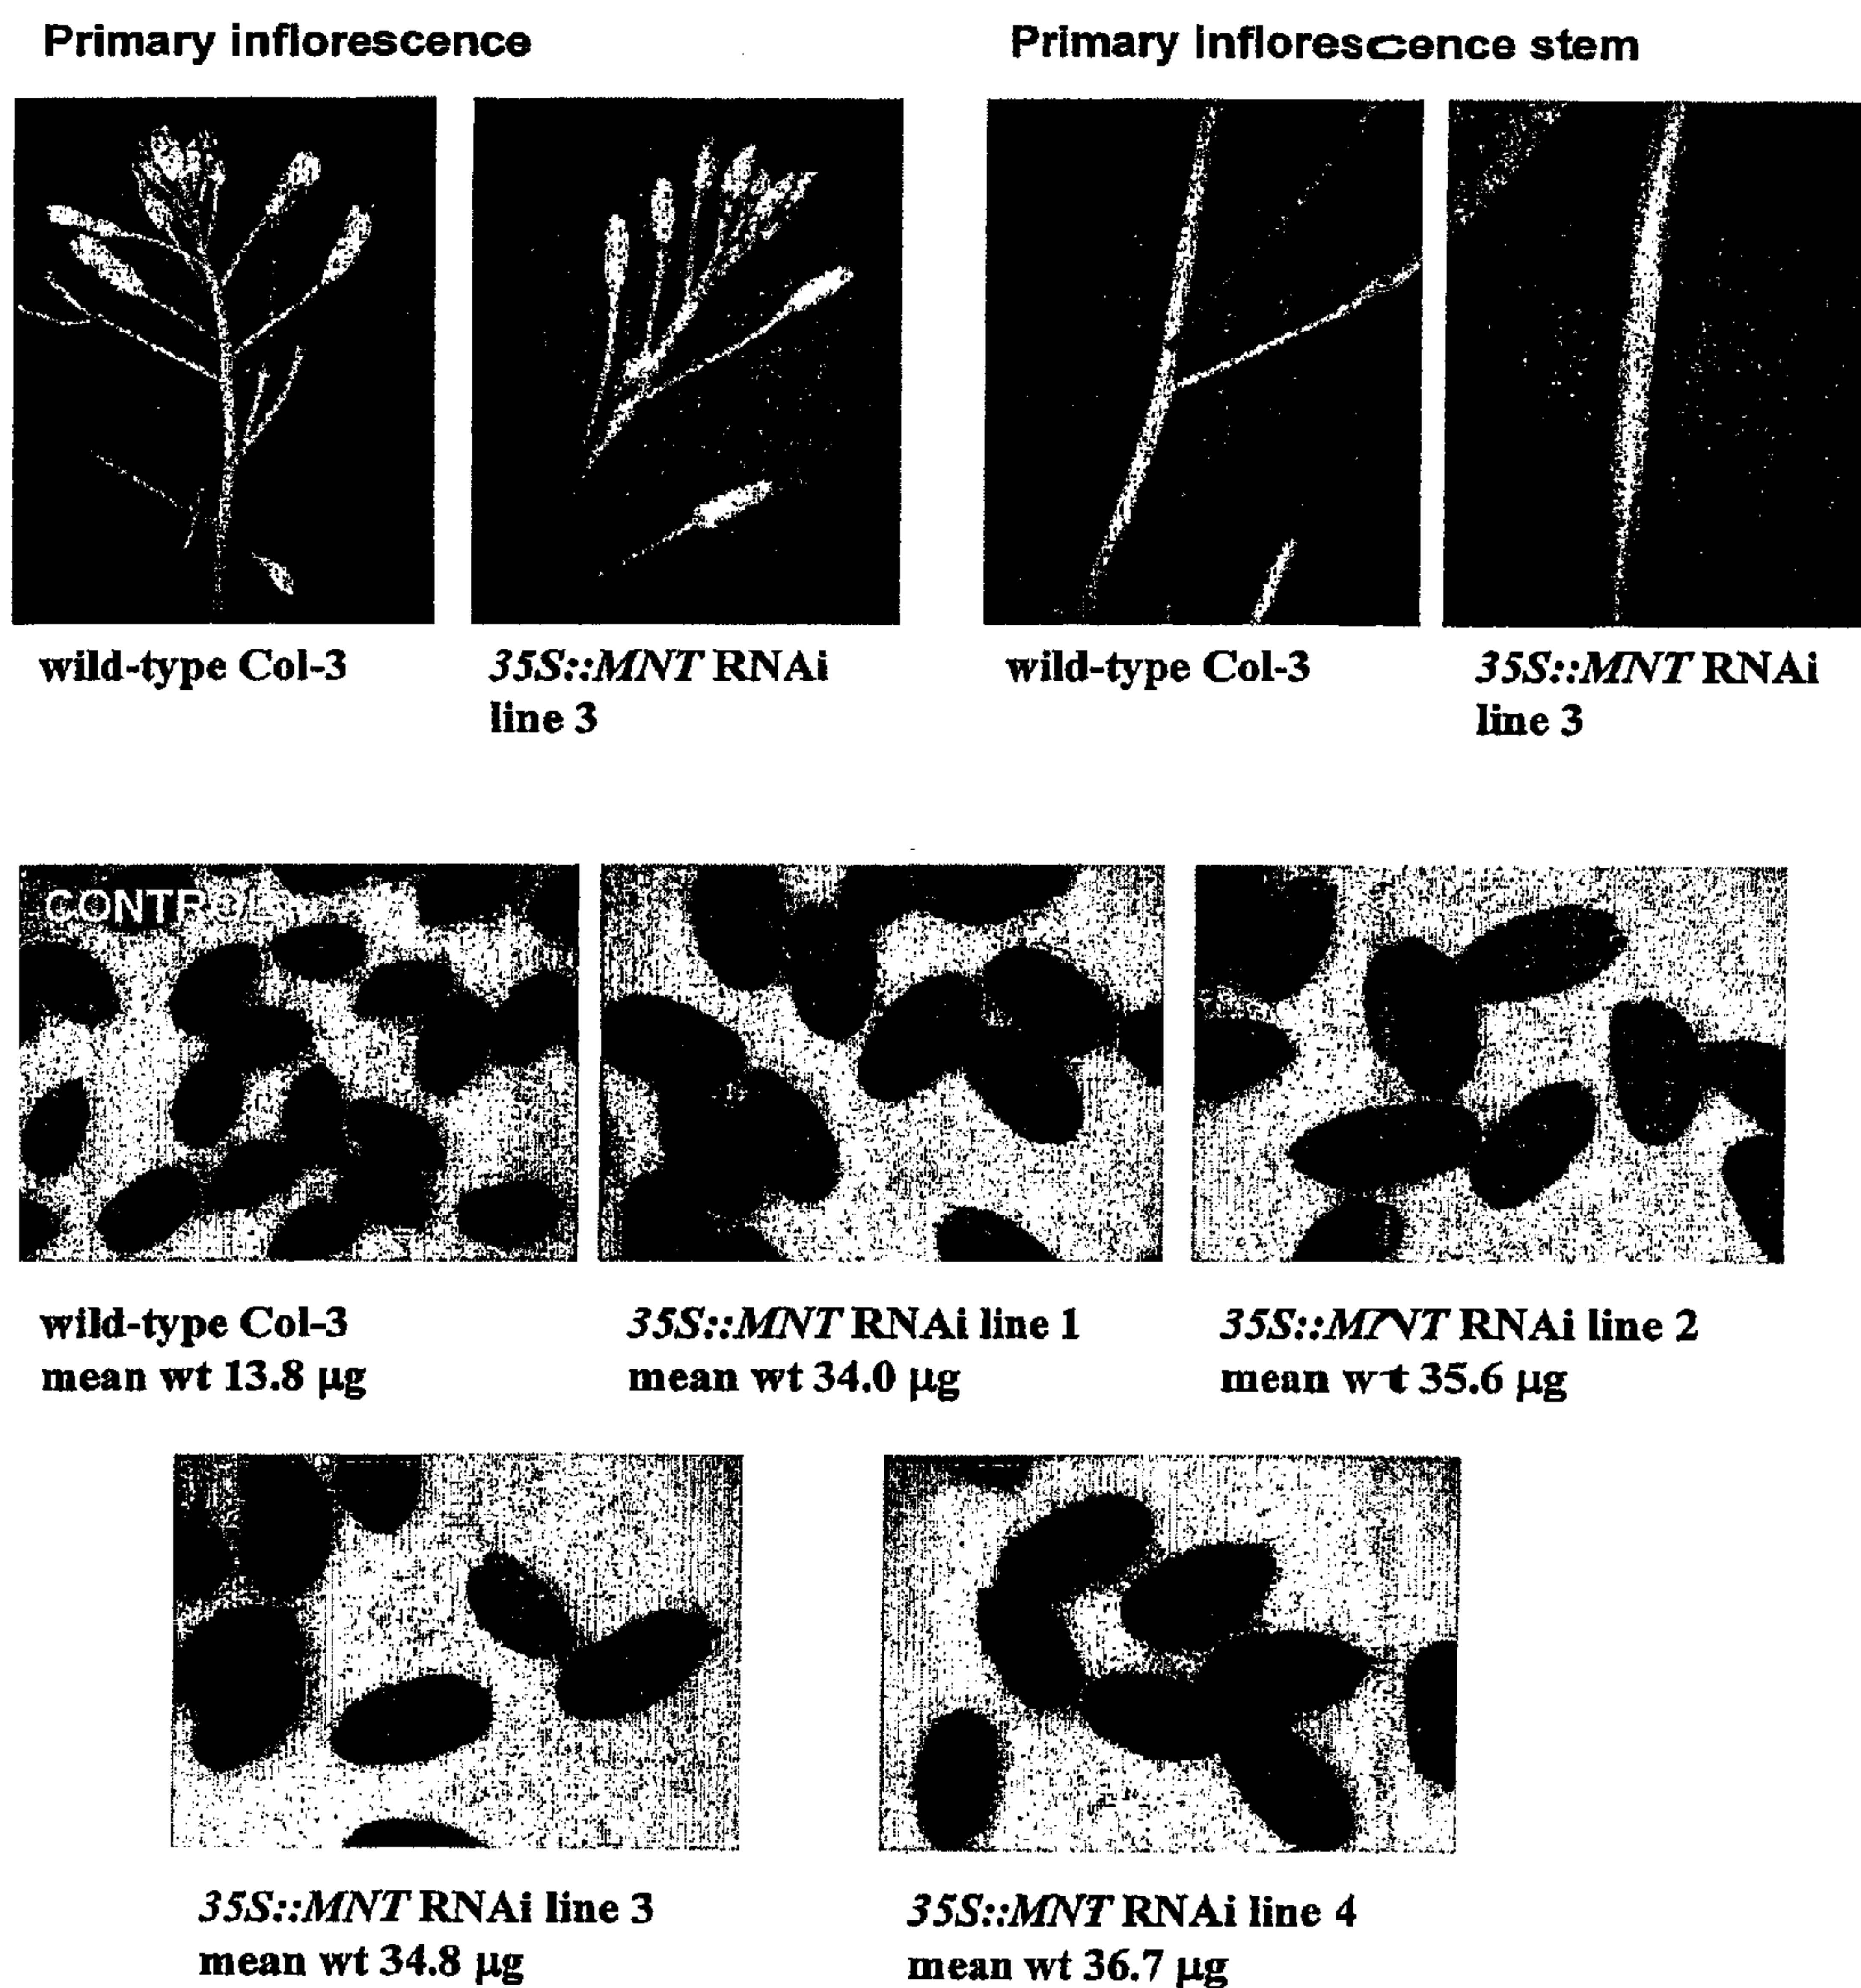 Primary inflorescence
Primary inflorescence stem
wild-type Col-3
35S::MNT RNAi
line 3
wild-type Col-3
35S::MNT RNAi
line 3
CONTROL
wild-type Col-3
mean wt 13.8 µg
35S::MNT RNAi line 1
mean wt 34.0 µg
35S::MNT RNAi line 2
mean wt 35.6 µg
35S::MNT RNAi line 3
mean wt 34.8 µg
35S::MNT RNAi line 4
mean wt 36.7 µg